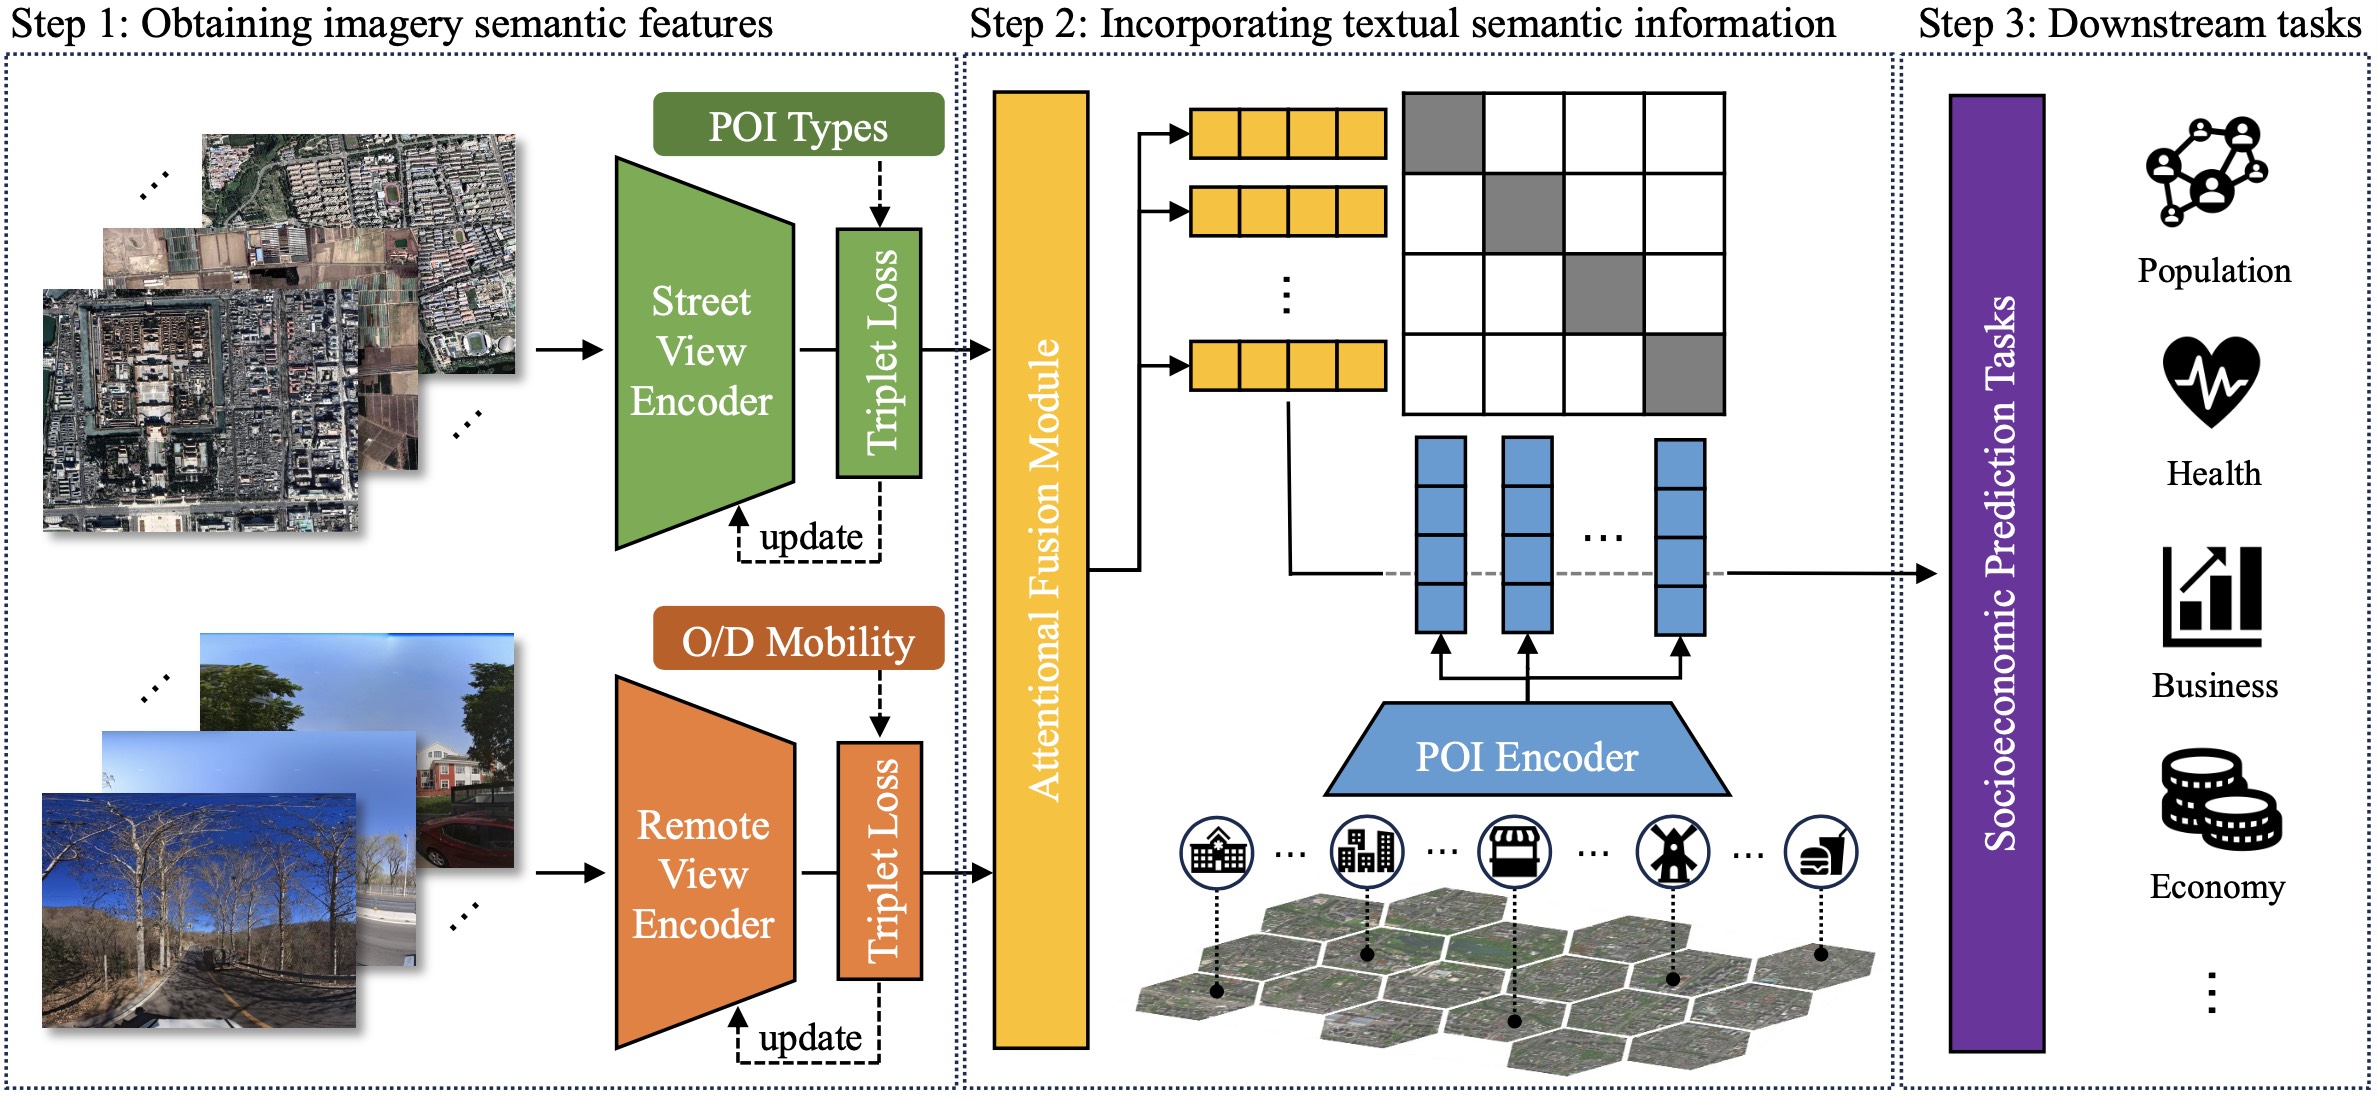 Step 1: Obtaining imagery semantic features
Step 2: Incorporating textual semantic information
Step 3: Downstream tasks
POI Types
Street
View
Encoder
Triplet Loss
update
O/D Mobility
Remote
View
Encoder
Triplet Loss
update
Attentional Fusion Module
POI Encoder
Socioeconomic Prediction Tasks
Population
Health
Business
Economy